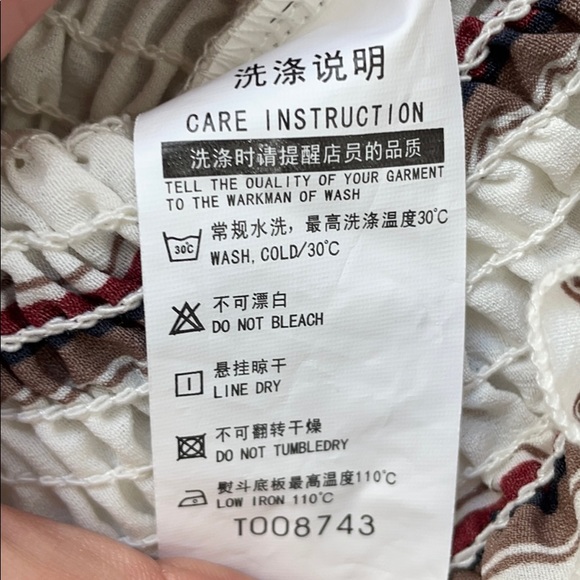 洗涤说明
CARE INSTRUCTION
洗涤时请提醒店员的品质
TELL THE QUALITY OF YOUR GARMENT
TO THE WARKMAN OF WASH
30℃ 常规水洗，最高洗涤温度30℃
WASH, COLD/30℃
不可漂白
DO NOT BLEACH
悬挂晾干
LINE DRY
不可翻转干燥
DO NOT TUMBLEDRY
熨斗底板最高温度110℃
LOW IRON 110℃
T008743